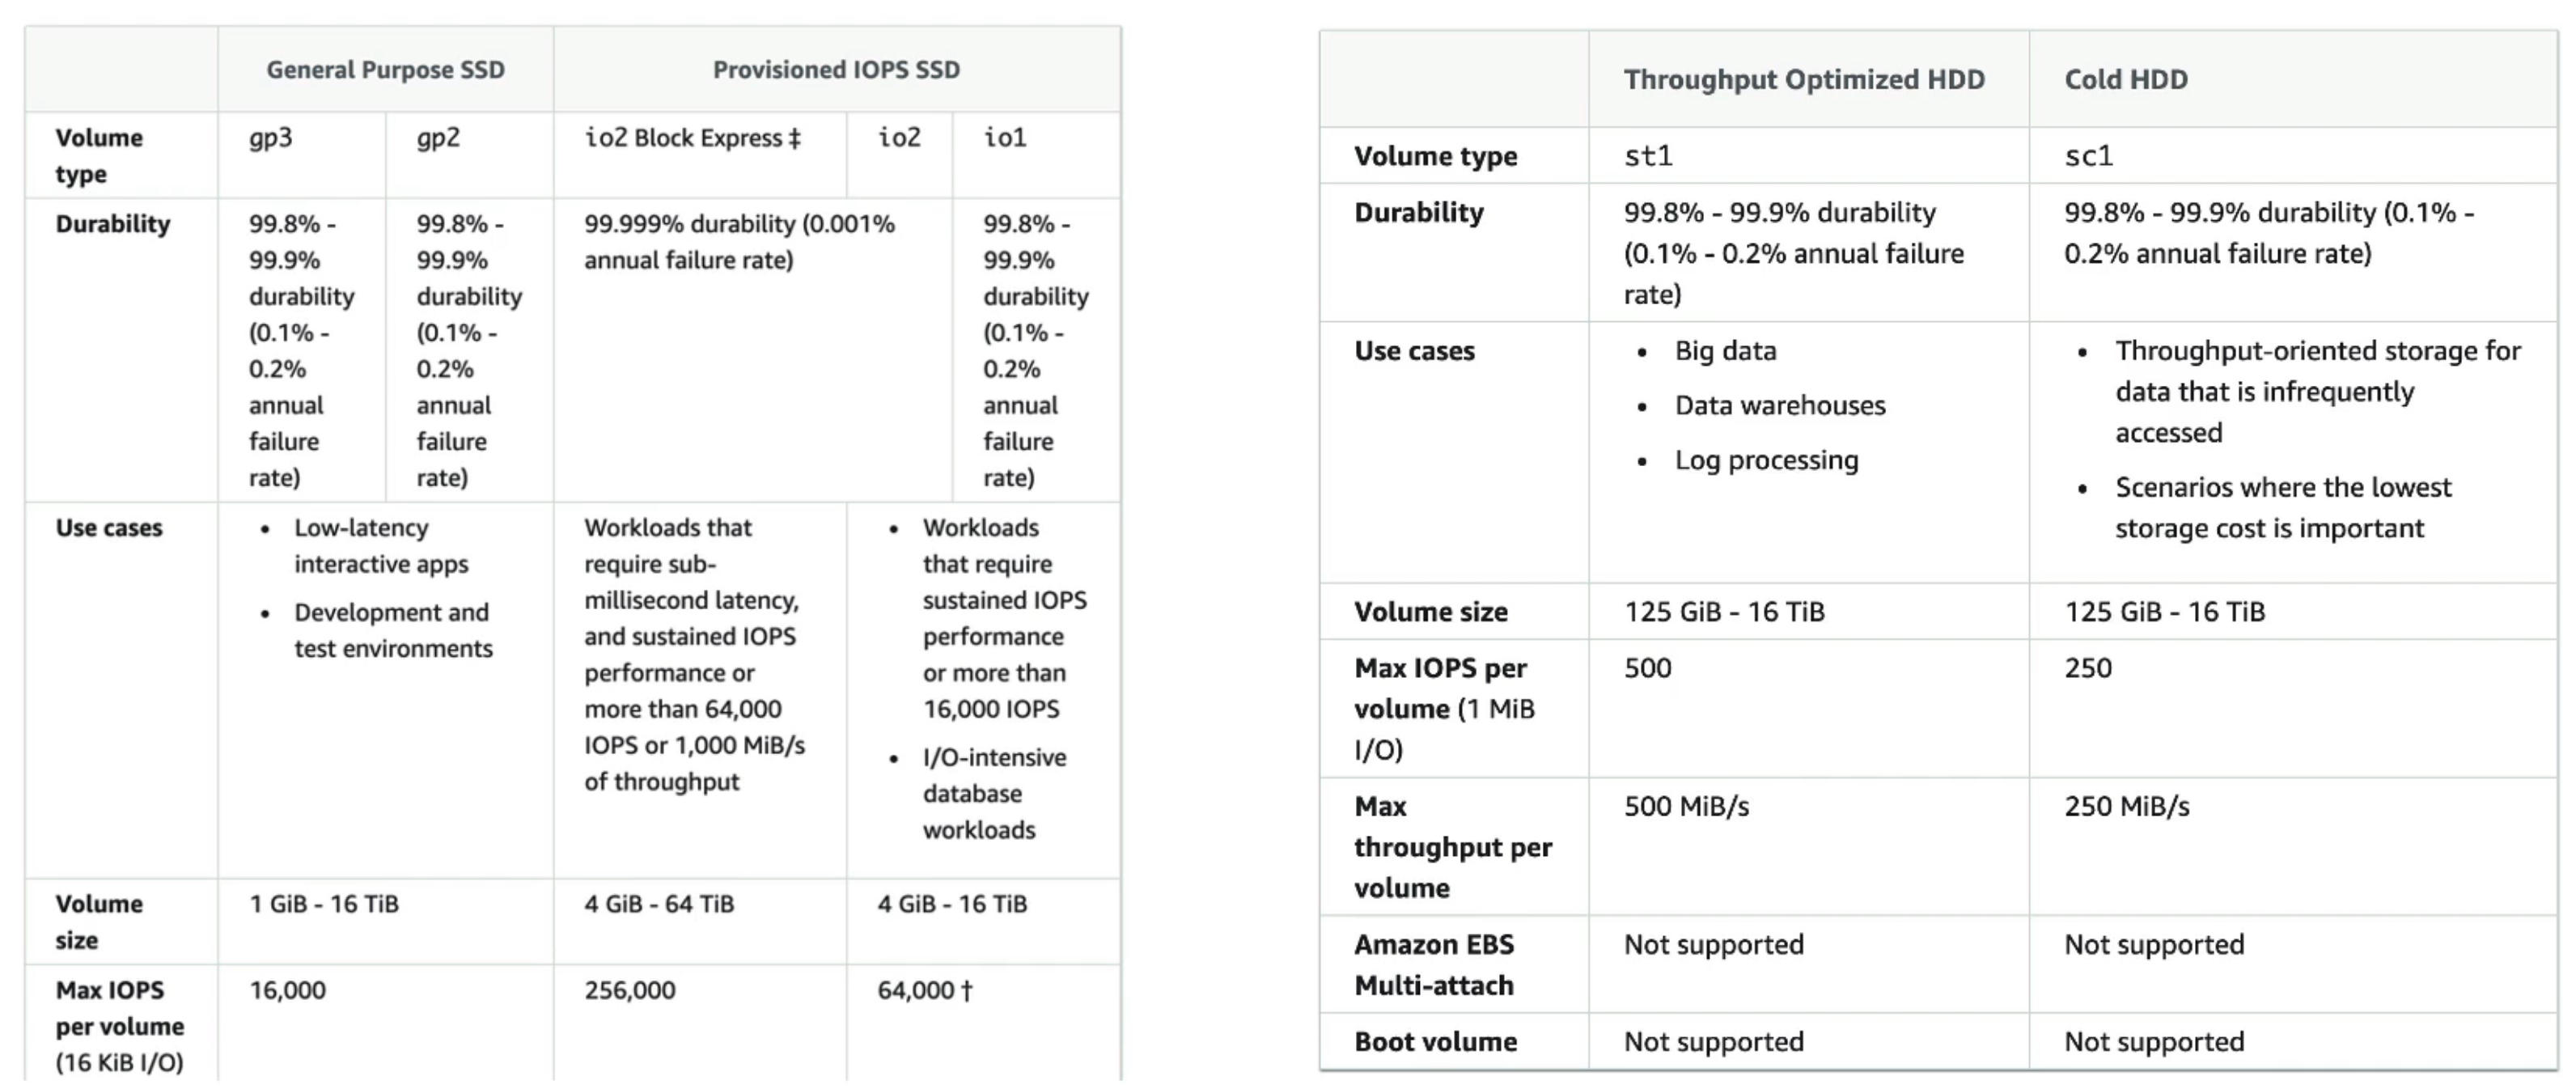 General Purpose SSD
Provisioned IOPS SSD
Volume
type
gp3
gp2
io2 Block Express ‡
io2
io1
Durability
99.8% -
99.9%
durability
(0.1% -
0.2%
annual
failure
rate)
99.8% -
99.9%
durability
(0.1% -
0.2%
annual
failure
rate)
99.999% durability (0.001%
annual failure rate)
99.8% -
99.9%
durability
(0.1% -
0.2%
annual
failure
rate)
Use cases
• Low-latency
interactive apps
• Development and
test environments
Workloads that
require sub-
millisecond latency,
and sustained IOPS
performance or
more than 64,000
IOPS or 1,000 MiB/s
of throughput
• Workloads
that require
sustained IOPS
performance
or more than
16,000 IOPS
• I/O-intensive
database
workloads
Volume
size
1 GiB - 16 TiB
4 GiB - 64 TiB
4 GiB - 16 TiB
Max IOPS
per volume
(16 KiB I/O)
16,000
256,000
64,000 †
Throughput Optimized HDD
Cold HDD
Volume type
st1
sc1
Durability
99.8% - 99.9% durability
(0.1% - 0.2% annual failure
rate)
99.8% - 99.9% durability (0.1% -
0.2% annual failure rate)
Use cases
• Big data
• Data warehouses
• Log processing
• Throughput-oriented storage for
data that is infrequently
accessed
• Scenarios where the lowest
storage cost is important
Volume size
125 GiB - 16 TiB
125 GiB - 16 TiB
Max IOPS per
volume (1 MiB
I/O)
500
250
Max
throughput per
volume
500 MiB/s
250 MiB/s
Amazon EBS
Multi-attach
Not supported
Not supported
Boot volume
Not supported
Not supported